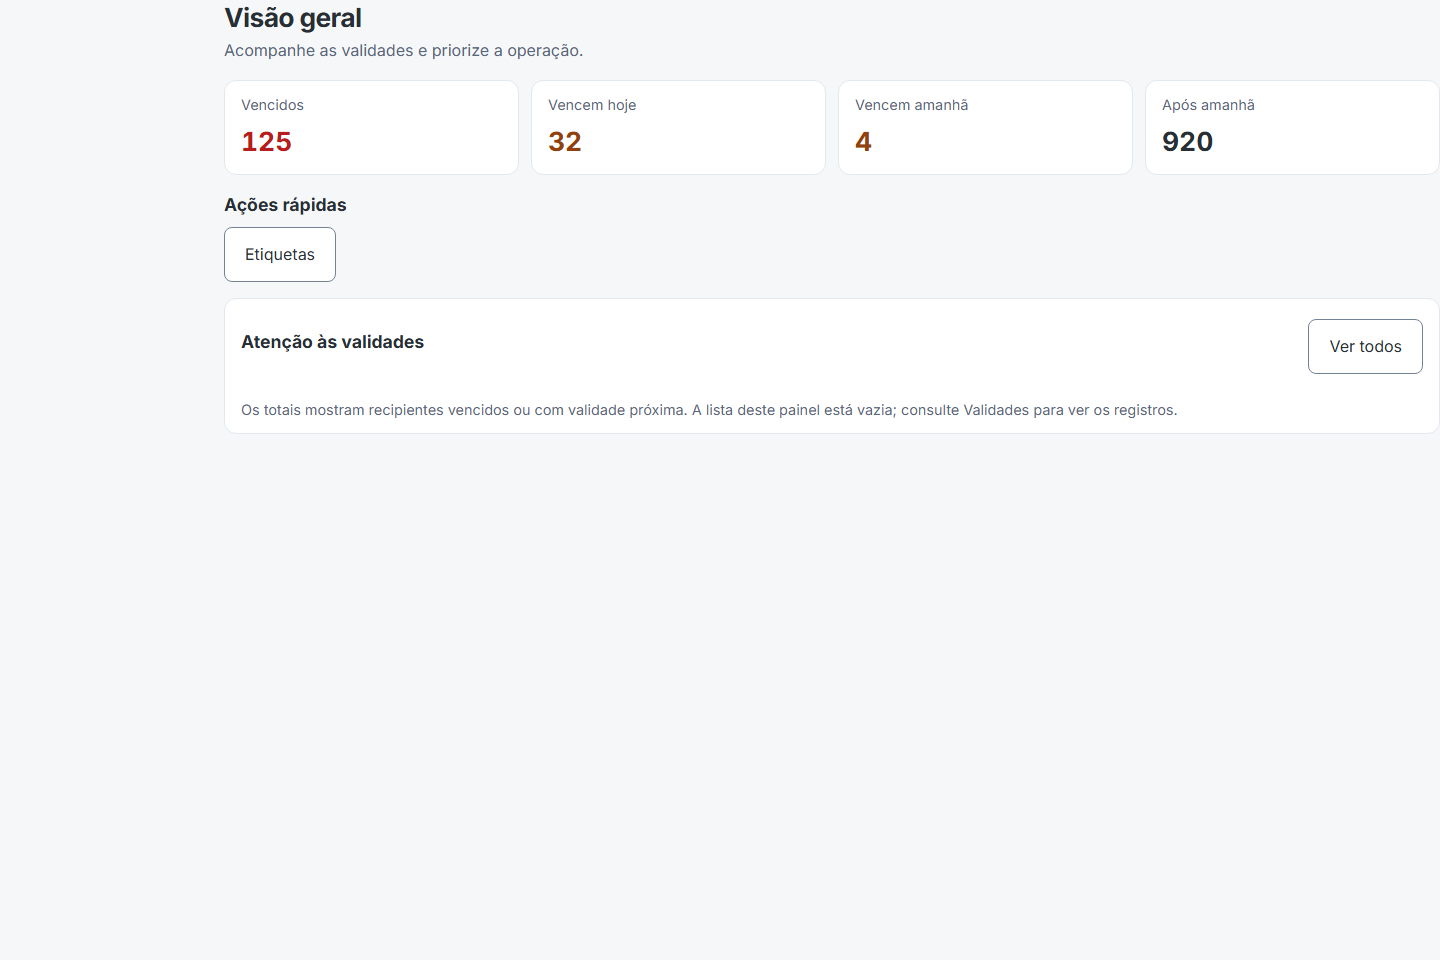 Visão geral
Acompanhe as validades e priorize a operação.
Vencidos
125
Vencem hoje
32
Vencem amanhã
4
Após amanhã
920
Ações rápidas
Etiquetas
Atenção às validades
Ver todos
Os totais mostram recipientes vencidos ou com validade próxima. A lista deste painel está vazia; consulte Validades para ver os registros.